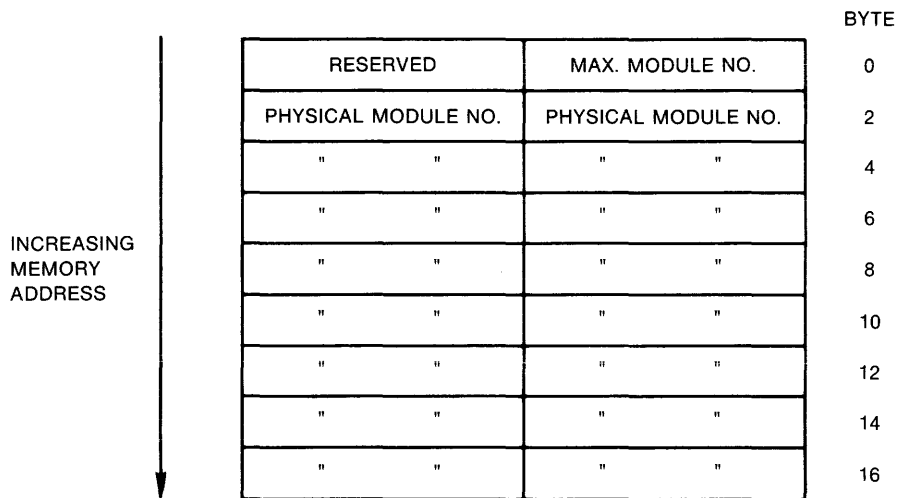 BYTE
RESERVED MAX. MODULE NO. 0
PHYSICAL MODULE NO. PHYSICAL MODULE NO. 2
" " " " 4
" " " " 6
INCREASING
MEMORY
ADDRESS
" " " " 8
" " " " 10
" " " " 12
" " " " 14
" " " " 16